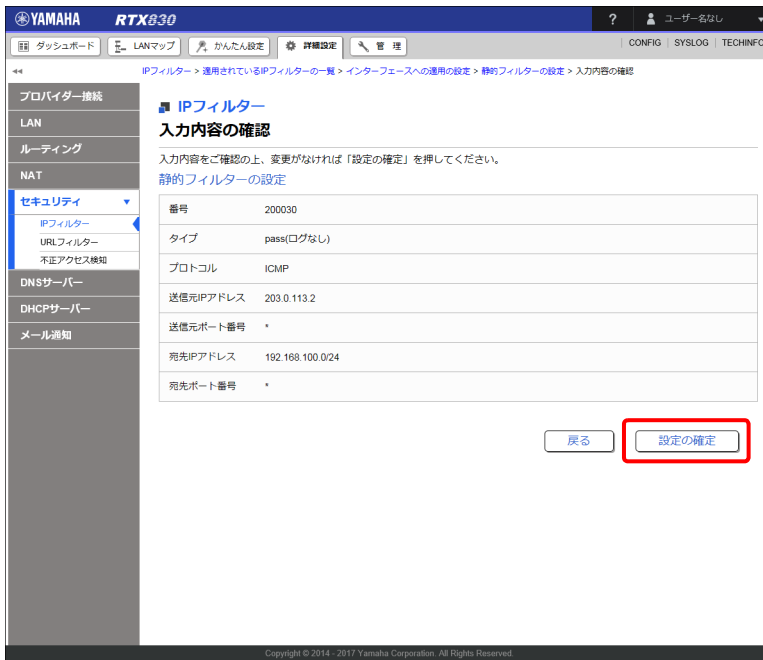 YAMAHA RTX830 ? ユーザー名なし
ダッシュボード LANマップ かんたん設定 詳細設定 管 理 CONFIG SYSLOG TECHINFO
IPフィルター > 適用されているIPフィルターの一覧 > インターフェースへの適用の設定 > 静的フィルターの設定 > 入力内容の確認
プロバイダー接続
LAN
ルーティング
NAT
セキュリティ
IPフィルター
URLフィルター
不正アクセス検知
DNSサーバー
DHCPサーバー
メール通知
IPフィルター
入力内容の確認
入力内容をご確認の上、変更がなければ「設定の確定」を押してください。
静的フィルターの設定
番号 200030
タイプ pass(ログなし)
プロトコル ICMP
送信元IPアドレス 203.0.113.2
送信元ポート番号 *
宛先IPアドレス 192.168.100.0/24
宛先ポート番号 *
戻る 設定の確定
Copyright © 2014 - 2017 Yamaha Corporation. All Rights Reserved.